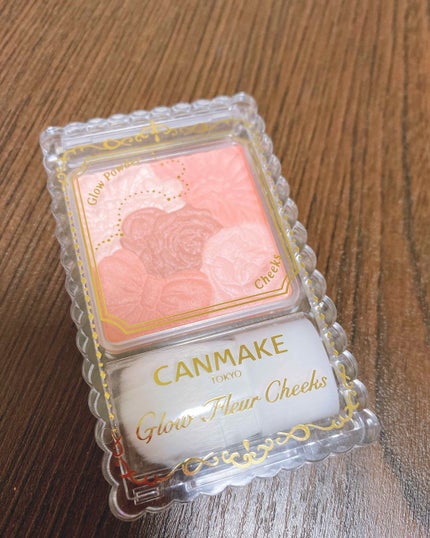 Glow Powder
Cheeks
CANMAKE
TOKYO
Glow Fleur Cheeks